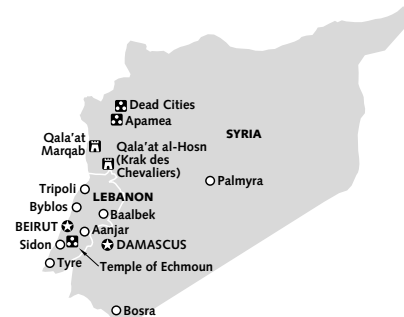 Dead Cities
Apamea
SYRIA
Qala'at
Marqab
Qala'at al-Hosn
(Krak des
Chevaliers)
Palmyra
Tripoli
LEBANON
Byblos
Baalbek
BEIRUT
Aanjar
Sidon
DAMASCUS
Tyre
Temple of Echmoun
Bosra